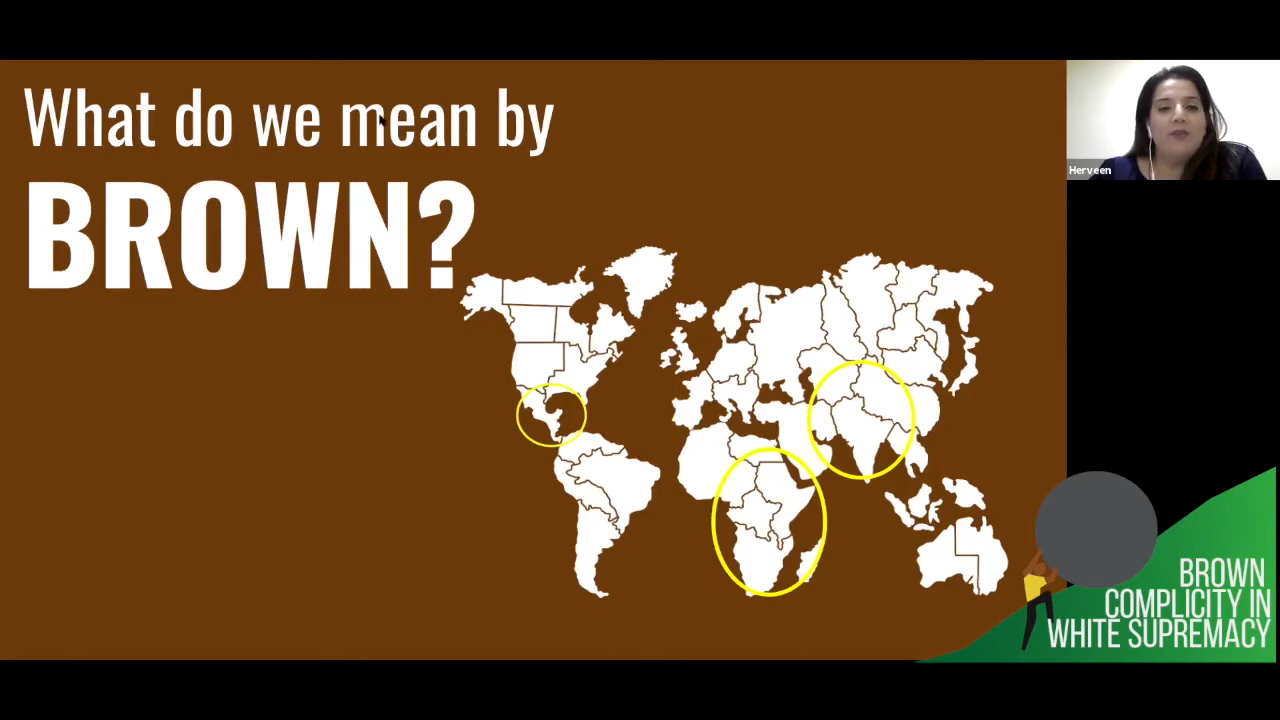 What do we mean by
BROWN?
Herveen
BROWN
COMPLICITY IN
WHITE SUPREMACY